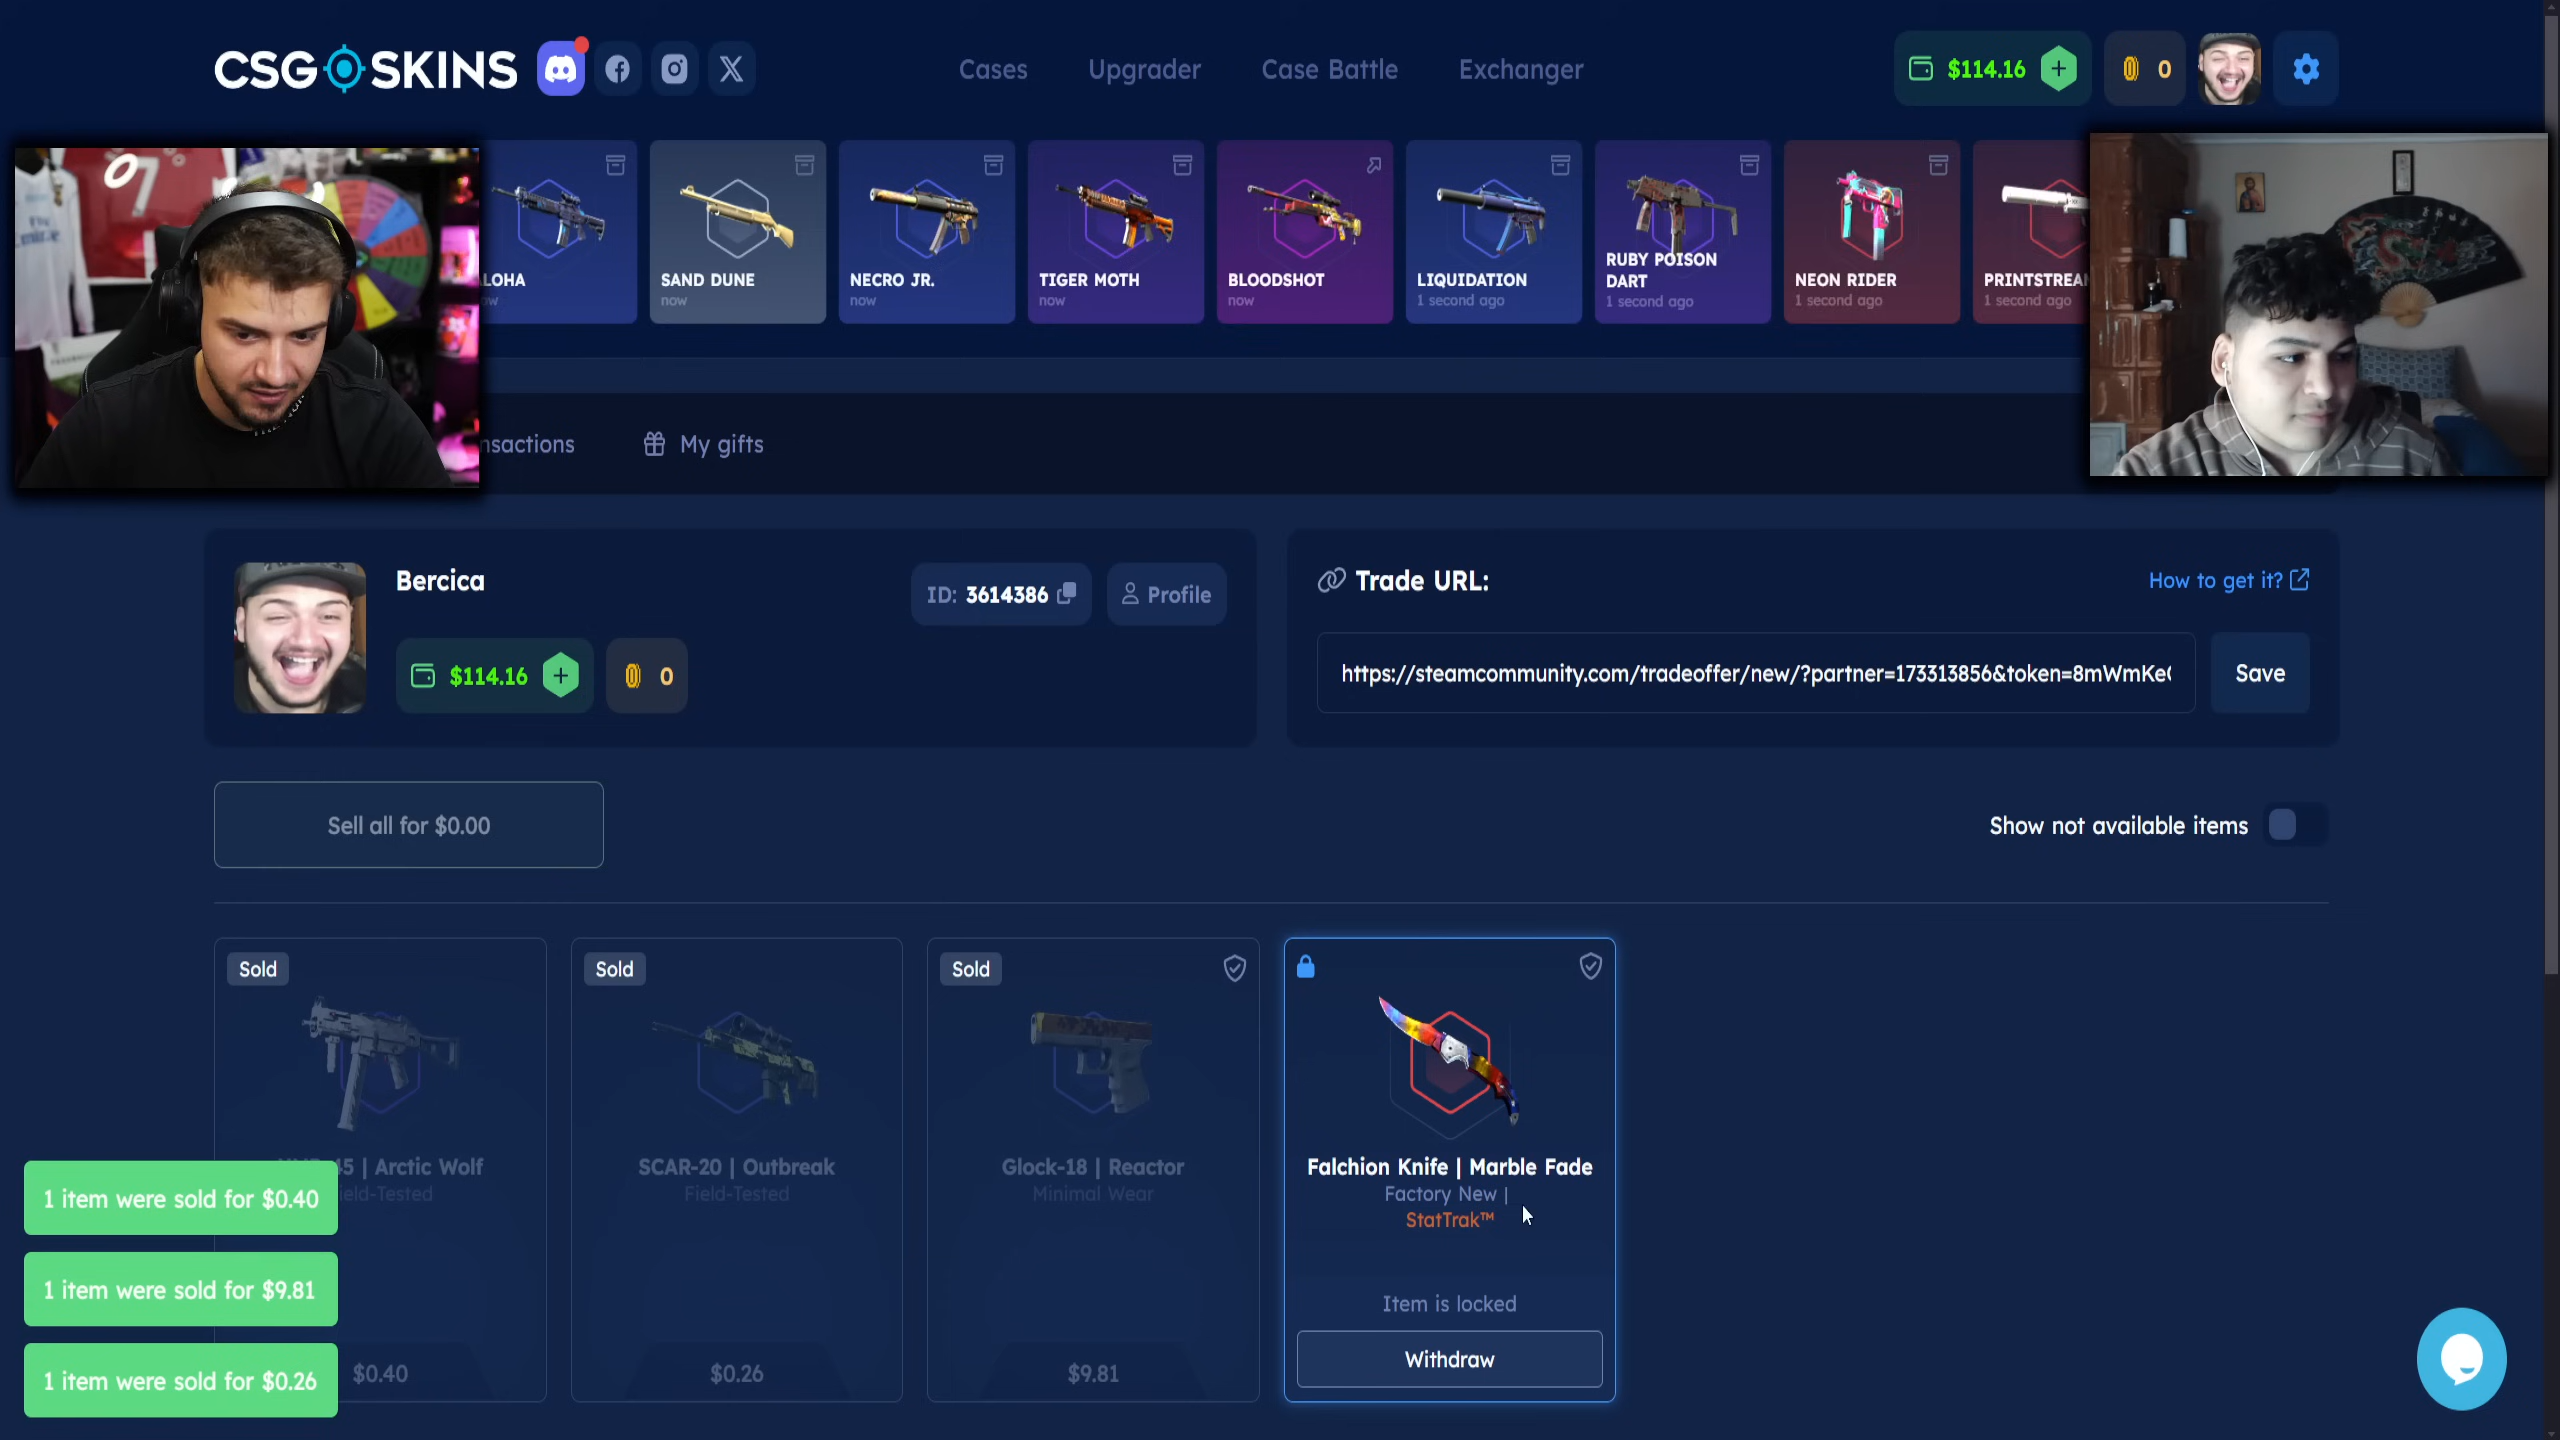 CSGOSKINS
Cases
Upgrader
Case Battle
Exchanger
$114.16
0
LOHA
SAND DUNE
now
NECRO JR.
now
TIGER MOTH
now
BLOODSHOT
now
LIQUIDATION
1 second ago
RUBY POISON
DART
1 second ago
NEON RIDER
1 second ago
PRINTSTREA
1 second ago
07
nsactions
My gifts
Bercica
ID: 3614386
Profile
$114.16
0
Trade URL:
How to get it?
https://steamcommunity.com/tradeoffer/new/?partner=173313856&token=8mWmKe
Save
Sell all for $0.00
Show not available items
Sold
45 | Arctic Wolf
ield-Tested
$0.40
Sold
SCAR-20 | Outbreak
Field-Tested
$0.26
Sold
Glock-18 | Reactor
Minimal Wear
$9.81
Falchion Knife | Marble Fade
Factory New |
StatTrak™
Item is locked
Withdraw
1 item were sold for $0.40
1 item were sold for $9.81
1 item were sold for $0.26